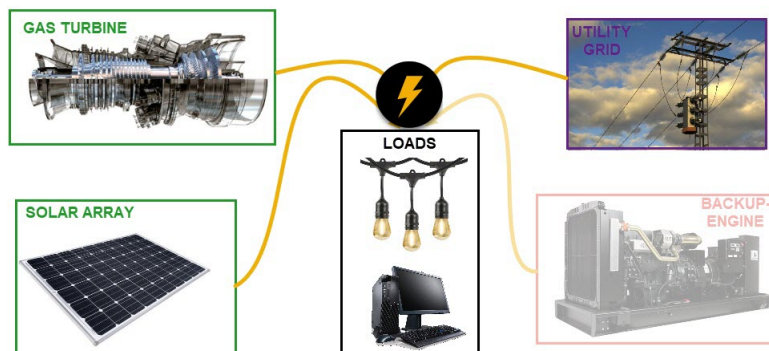 GAS TURBINE
UTILITY
GRID
LOADS
SOLAR ARRAY
BACKUP-
ENGINE